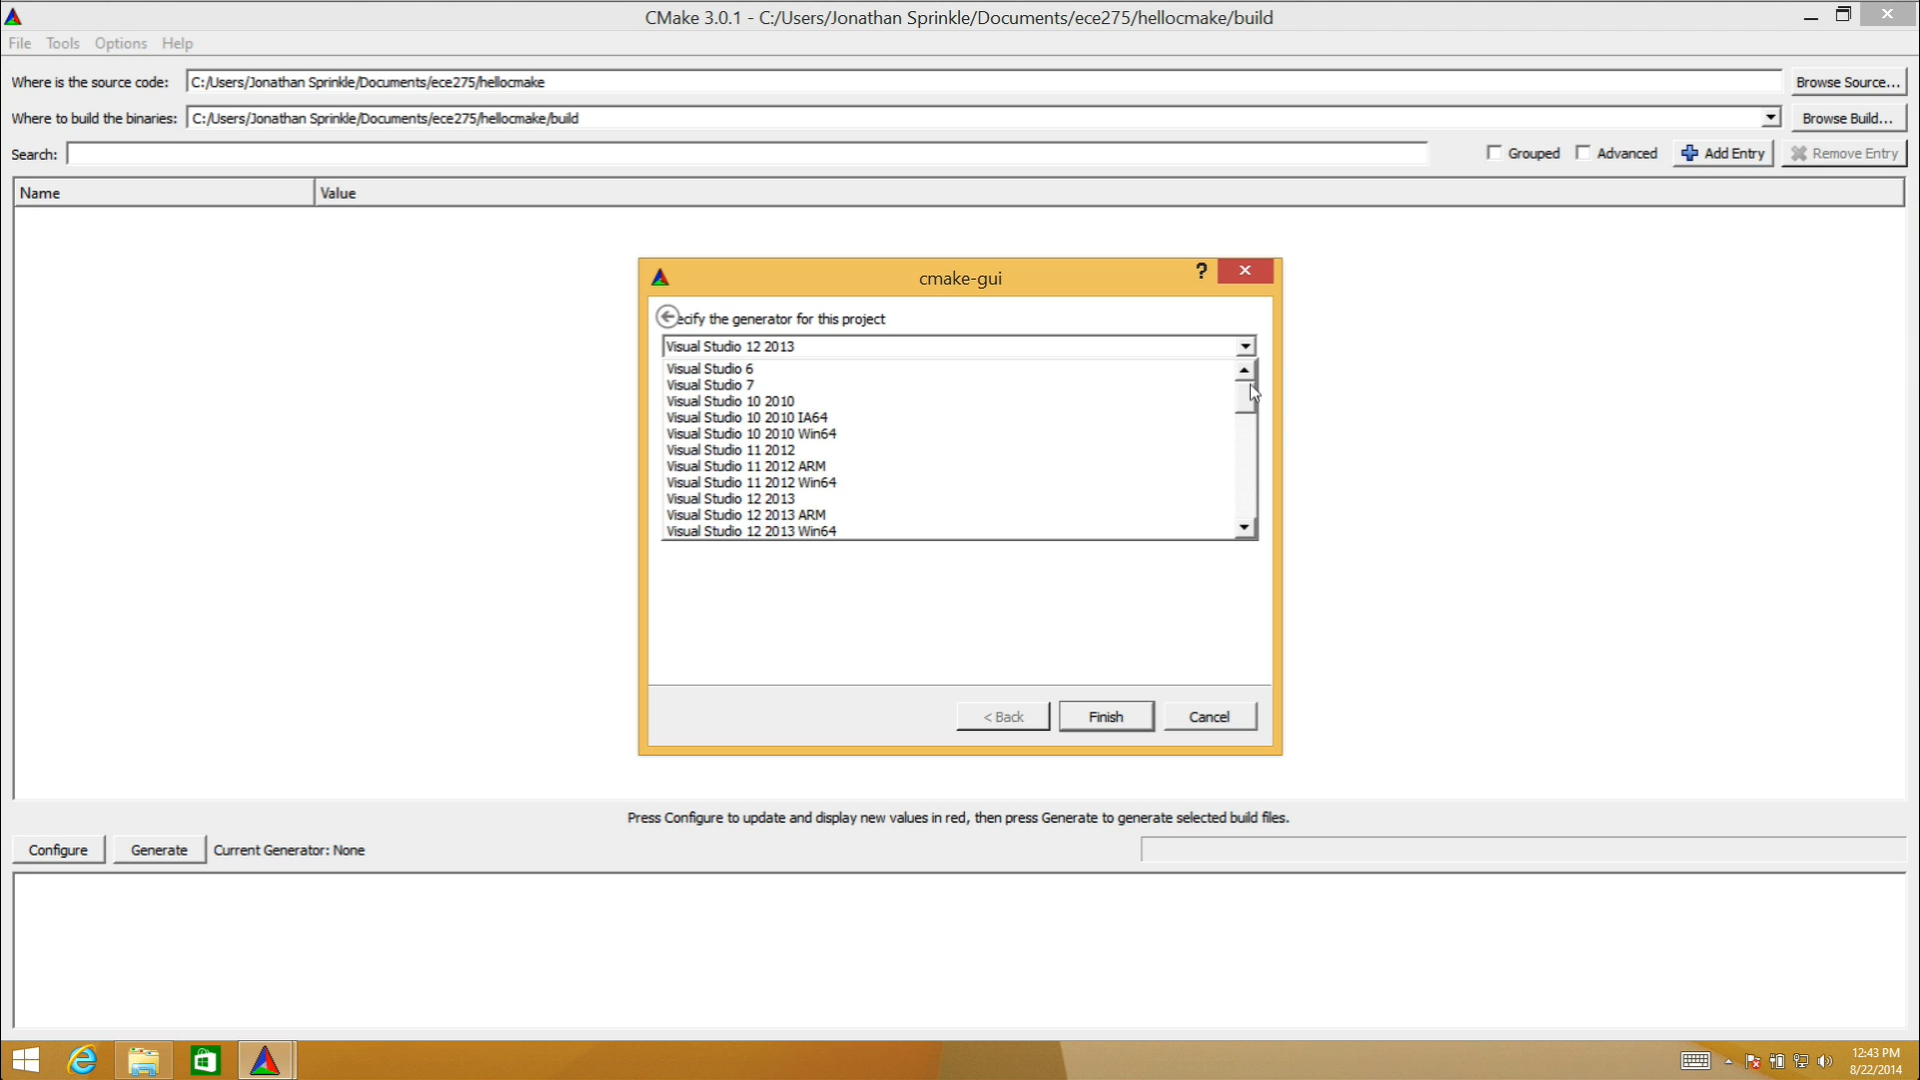 CMake 3.0.1 - C:/Users/Jonathan Sprinkle/Documents/ece275/hellocmake/build
File Tools Options Help
Where is the source code: C:/Users/Jonathan Sprinkle/Documents/ece275/hellocmake Browse Source...
Where to build the binaries: C:/Users/Jonathan Sprinkle/Documents/ece275/hellocmake/build Browse Build...
Search: Grouped Advanced Add Entry Remove Entry
Name Value
cmake-gui ?
ecify the generator for this project
Visual Studio 12 2013
Visual Studio 6
Visual Studio 7
Visual Studio 10 2010
Visual Studio 10 2010 IA64
Visual Studio 10 2010 Win64
Visual Studio 11 2012
Visual Studio 11 2012 ARM
Visual Studio 11 2012 Win64
Visual Studio 12 2013
Visual Studio 12 2013 ARM
Visual Studio 12 2013 Win64
< Back Finish Cancel
Press Configure to update and display new values in red, then press Generate to generate selected build files.
Configure Generate Current Generator: None
12:43 PM
8/22/2014